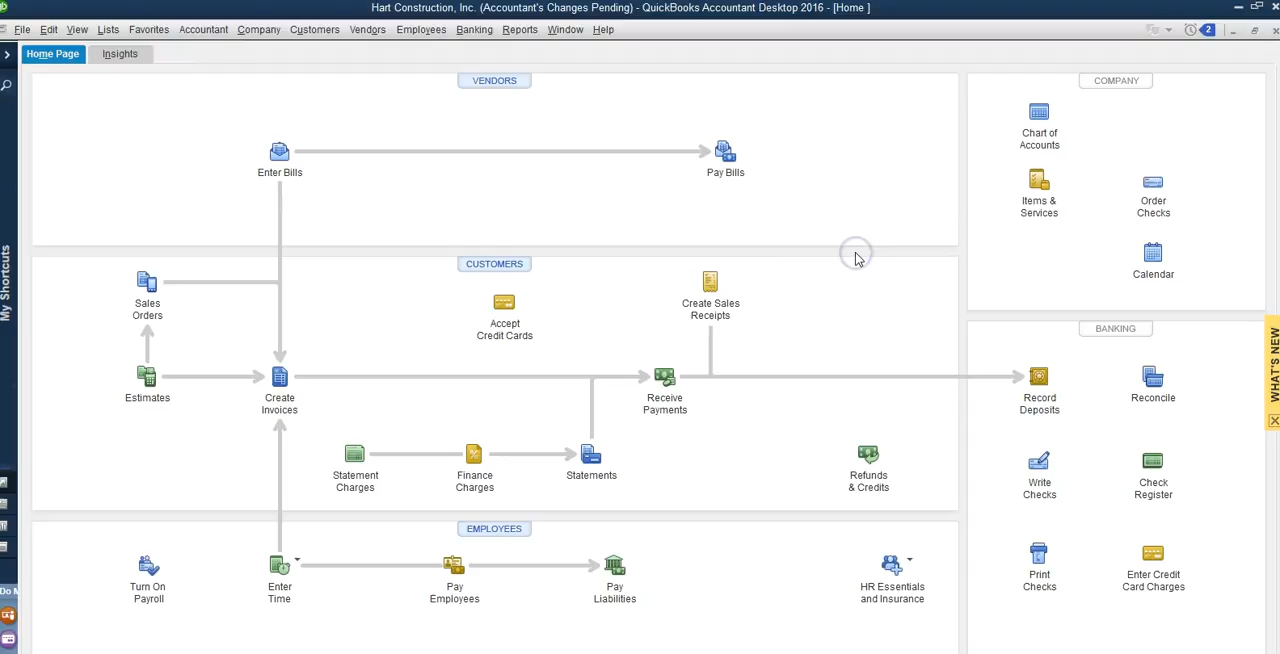 Hart Construction, Inc. (Accountant's Changes Pending) - QuickBooks Accountant Desktop 2016 - [Home ]
File Edit View Lists Favorites Accountant Company Customers Vendors Employees Banking Reports Window Help
2
Home Page Insights
My Shortcuts
Do M
VENDORS
Enter Bills
Pay Bills
CUSTOMERS
Sales
Orders
Accept
Credit Cards
Create Sales
Receipts
Estimates
Create
Invoices
Receive
Payments
Statement
Charges
Finance
Charges
Statements
Refunds
& Credits
EMPLOYEES
Turn On
Payroll
Enter
Time
Pay
Employees
Pay
Liabilities
HR Essentials
and Insurance
COMPANY
Chart of
Accounts
Items &
Services
Order
Checks
Calendar
BANKING
Record
Deposits
Reconcile
Write
Checks
Check
Register
Print
Checks
Enter Credit
Card Charges
WHAT'S NEW